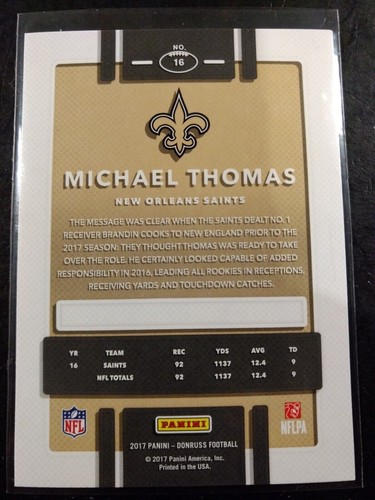 NO.
16
MICHAEL THOMAS
NEW ORLEANS SAINTS
THE MESSAGE WAS CLEAR WHEN THE SAINTS DEALT NO. 1
RECEIVER BRANDIN COOKS TO NEW ENGLAND PRIOR TO THE
2017 SEASON: THEY THOUGHT THOMAS WAS READY TO TAKE
OVER THE ROLE. HE CERTAINLY LOOKED CAPABLE OF ADDED
RESPONSIBILITY IN 2016, LEADING ALL ROOKIES IN RECEPTIONS,
RECEIVING YARDS AND TOUCHDOWN CATCHES.
YR TEAM REC YDS AVG TD
16 SAINTS 92 1137 12.4 9
NFL TOTALS 92 1137 12.4 9
NFL
PANINI
NFLPA
2017 PANINI – DONRUSS FOOTBALL
© 2017 Panini America, Inc.
Printed in the USA.